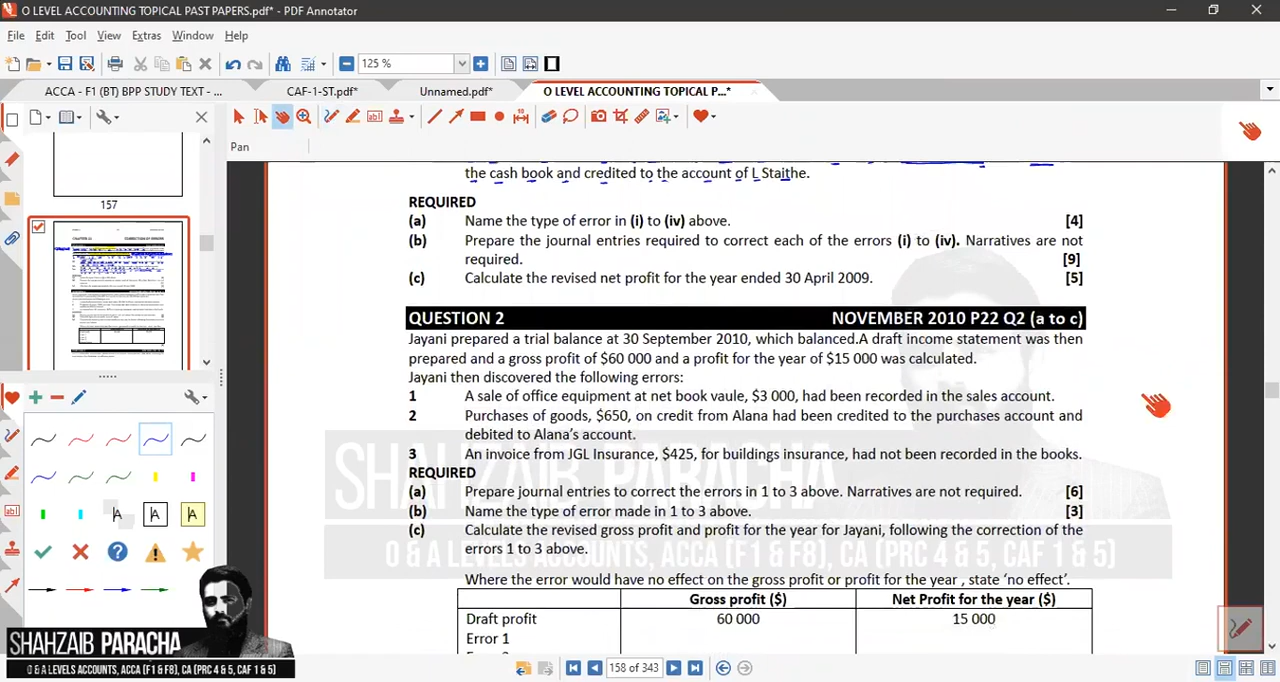 O LEVEL ACCOUNTING TOPICAL PAST PAPERS.pdf* - PDF Annotator
File Edit Tool View Extras Window Help
125 %
ACCA - F1 (BT) BPP STUDY TEXT - ...
CAF-1-ST.pdf*
Unnamed.pdf*
O LEVEL ACCOUNTING TOPICAL P...*
Pan
157
the cash book and credited to the account of L Staithe.
REQUIRED
(a) Name the type of error in (i) to (iv) above. [4]
(b) Prepare the journal entries required to correct each of the errors (i) to (iv). Narratives are not
required. [9]
(c) Calculate the revised net profit for the year ended 30 April 2009. [5]
QUESTION 2 NOVEMBER 2010 P22 Q2 (a to c)
Jayani prepared a trial balance at 30 September 2010, which balanced.A draft income statement was then
prepared and a gross profit of $60 000 and a profit for the year of $15 000 was calculated.
Jayani then discovered the following errors:
1 A sale of office equipment at net book vaule, $3 000, had been recorded in the sales account.
2 Purchases of goods, $650, on credit from Alana had been credited to the purchases account and
debited to Alana's account.
3 An invoice from JGL Insurance, $425, for buildings insurance, had not been recorded in the books.
REQUIRED
(a) Prepare journal entries to correct the errors in 1 to 3 above. Narratives are not required. [6]
(b) Name the type of error made in 1 to 3 above. [3]
(c) Calculate the revised gross profit and profit for the year for Jayani, following the correction of the
errors 1 to 3 above.
Where the error would have no effect on the gross profit or profit for the year , state 'no effect'.
Gross profit ($) Net Profit for the year ($)
Draft profit 60 000 15 000
Error 1
SHAHZAIB PARACHA
O & A LEVELS ACCOUNTS, ACCA (F1 & F8), CA (PRC 4 & 5, CAF 1 & 5)
SHAHZAIB PARACHA
O & A LEVELS ACCOUNTS, ACCA (F1 & F8), CA (PRC 4 & 5, CAF 1 & 5)
158 of 343